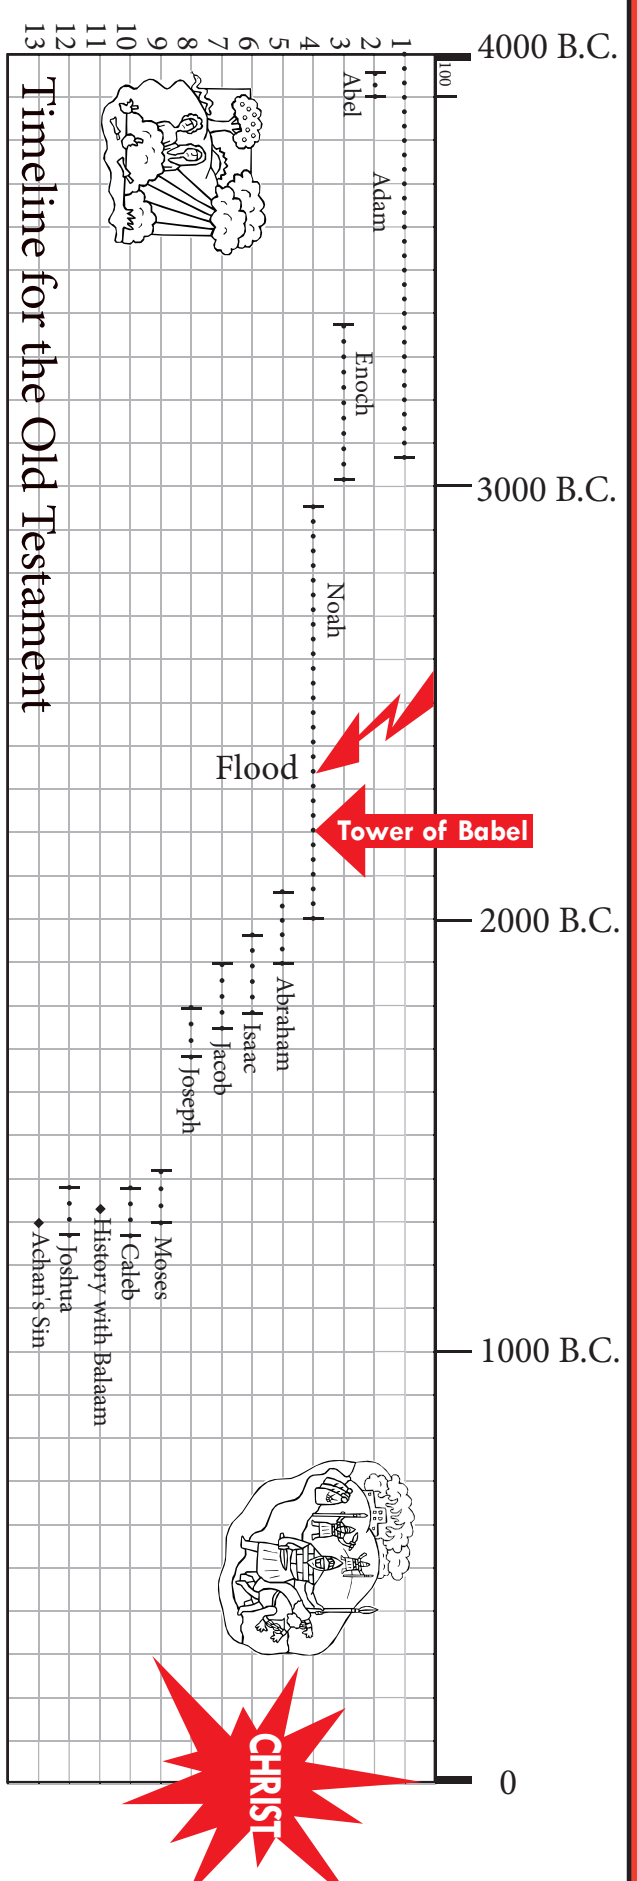 4000 B.C.
3000 B.C.
2000 B.C.
1000 B.C.
0
100
1
2
3
4
5
6
7
8
9
10
11
12
13
Adam
Abel
Enoch
Noah
Flood
Tower of Babel
Abraham
Isaac
Jacob
Joseph
Moses
Caleb
History with Balaam
Joshua
Achan's Sin
CHRIST
Timeline for the Old Testament